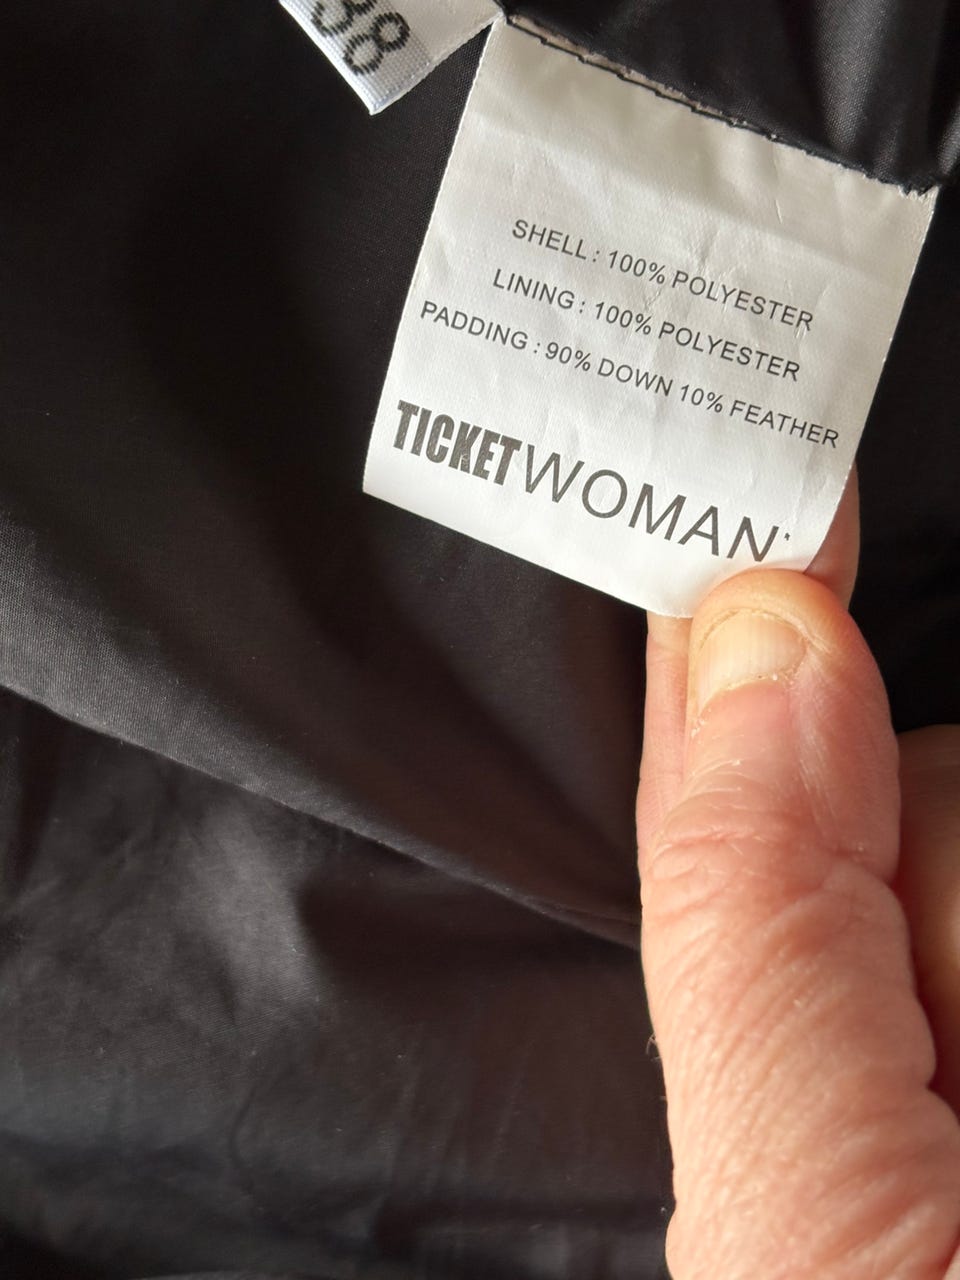 38
SHELL : 100% POLYESTER
LINING : 100% POLYESTER
PADDING : 90% DOWN 10% FEATHER
TICKETWOMAN